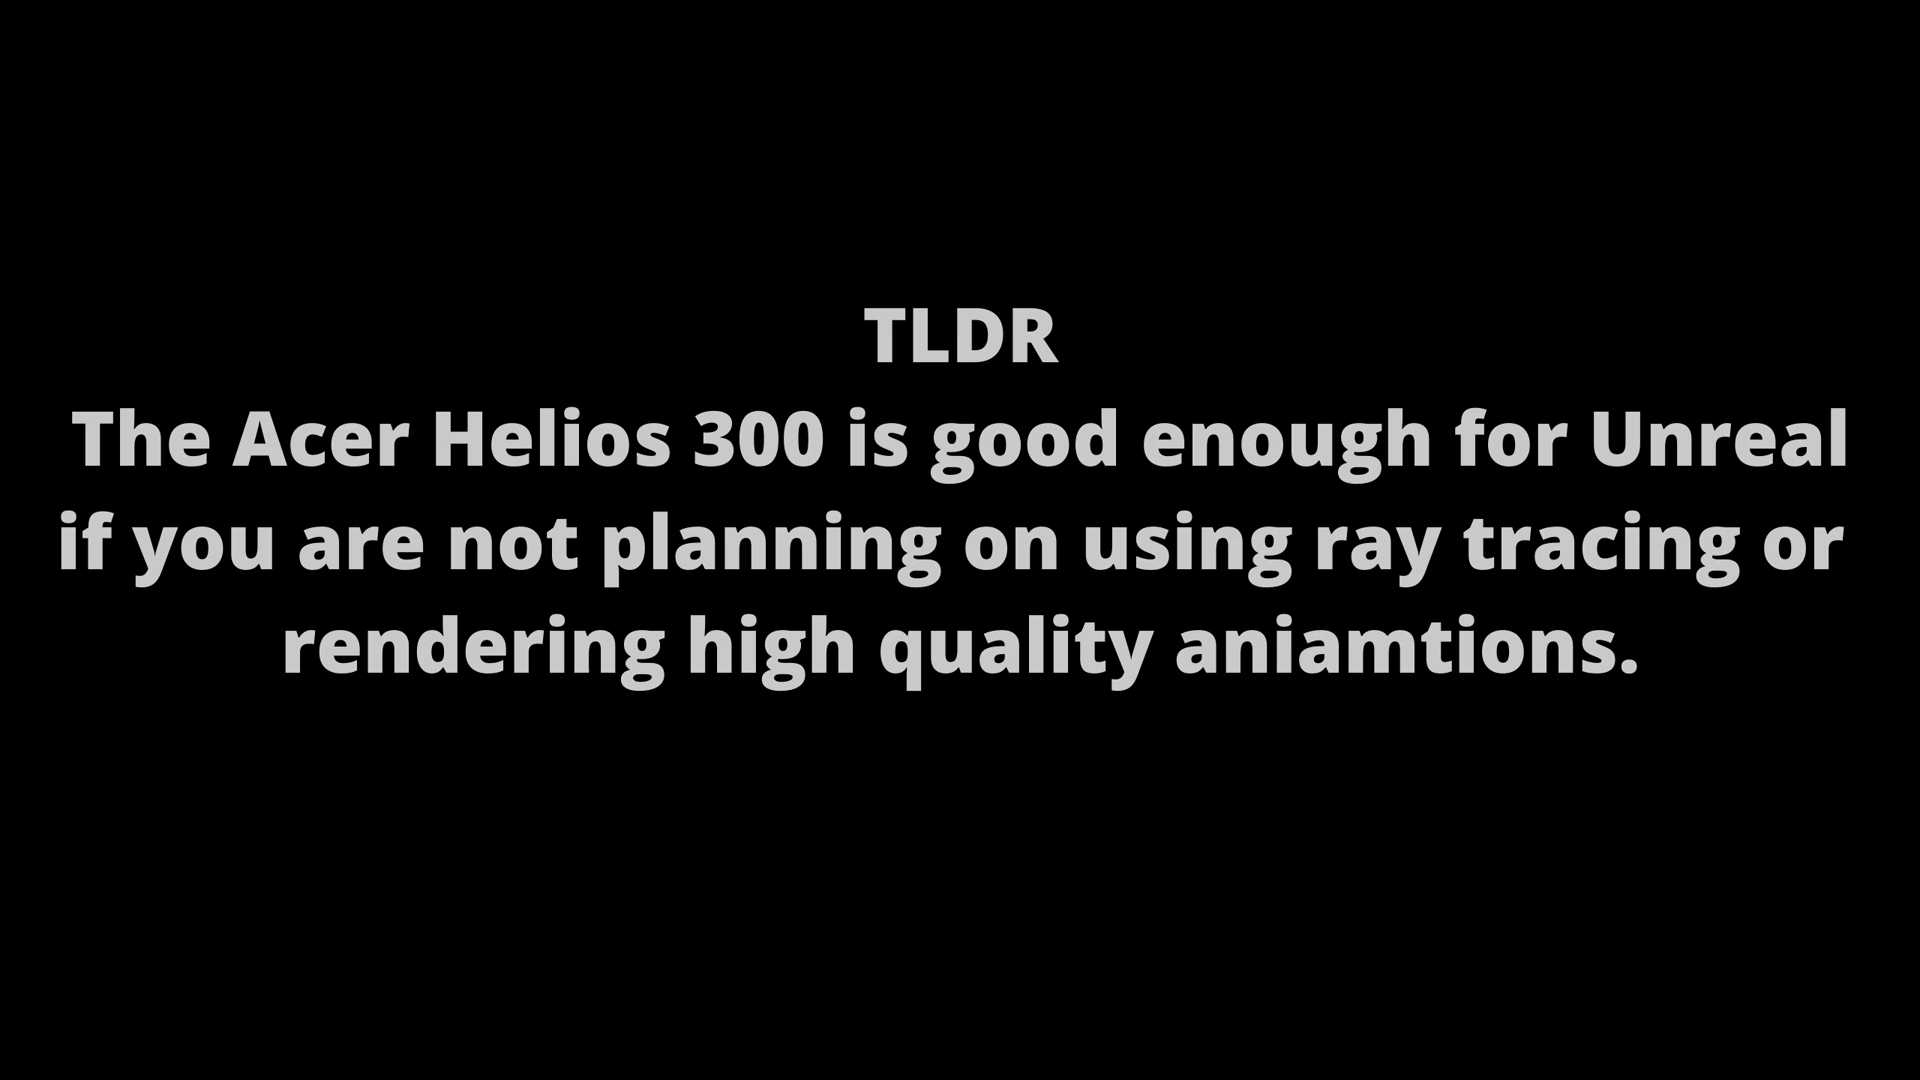 TLDR
The Acer Helios 300 is good enough for Unreal
if you are not planning on using ray tracing or
rendering high quality aniamtions.